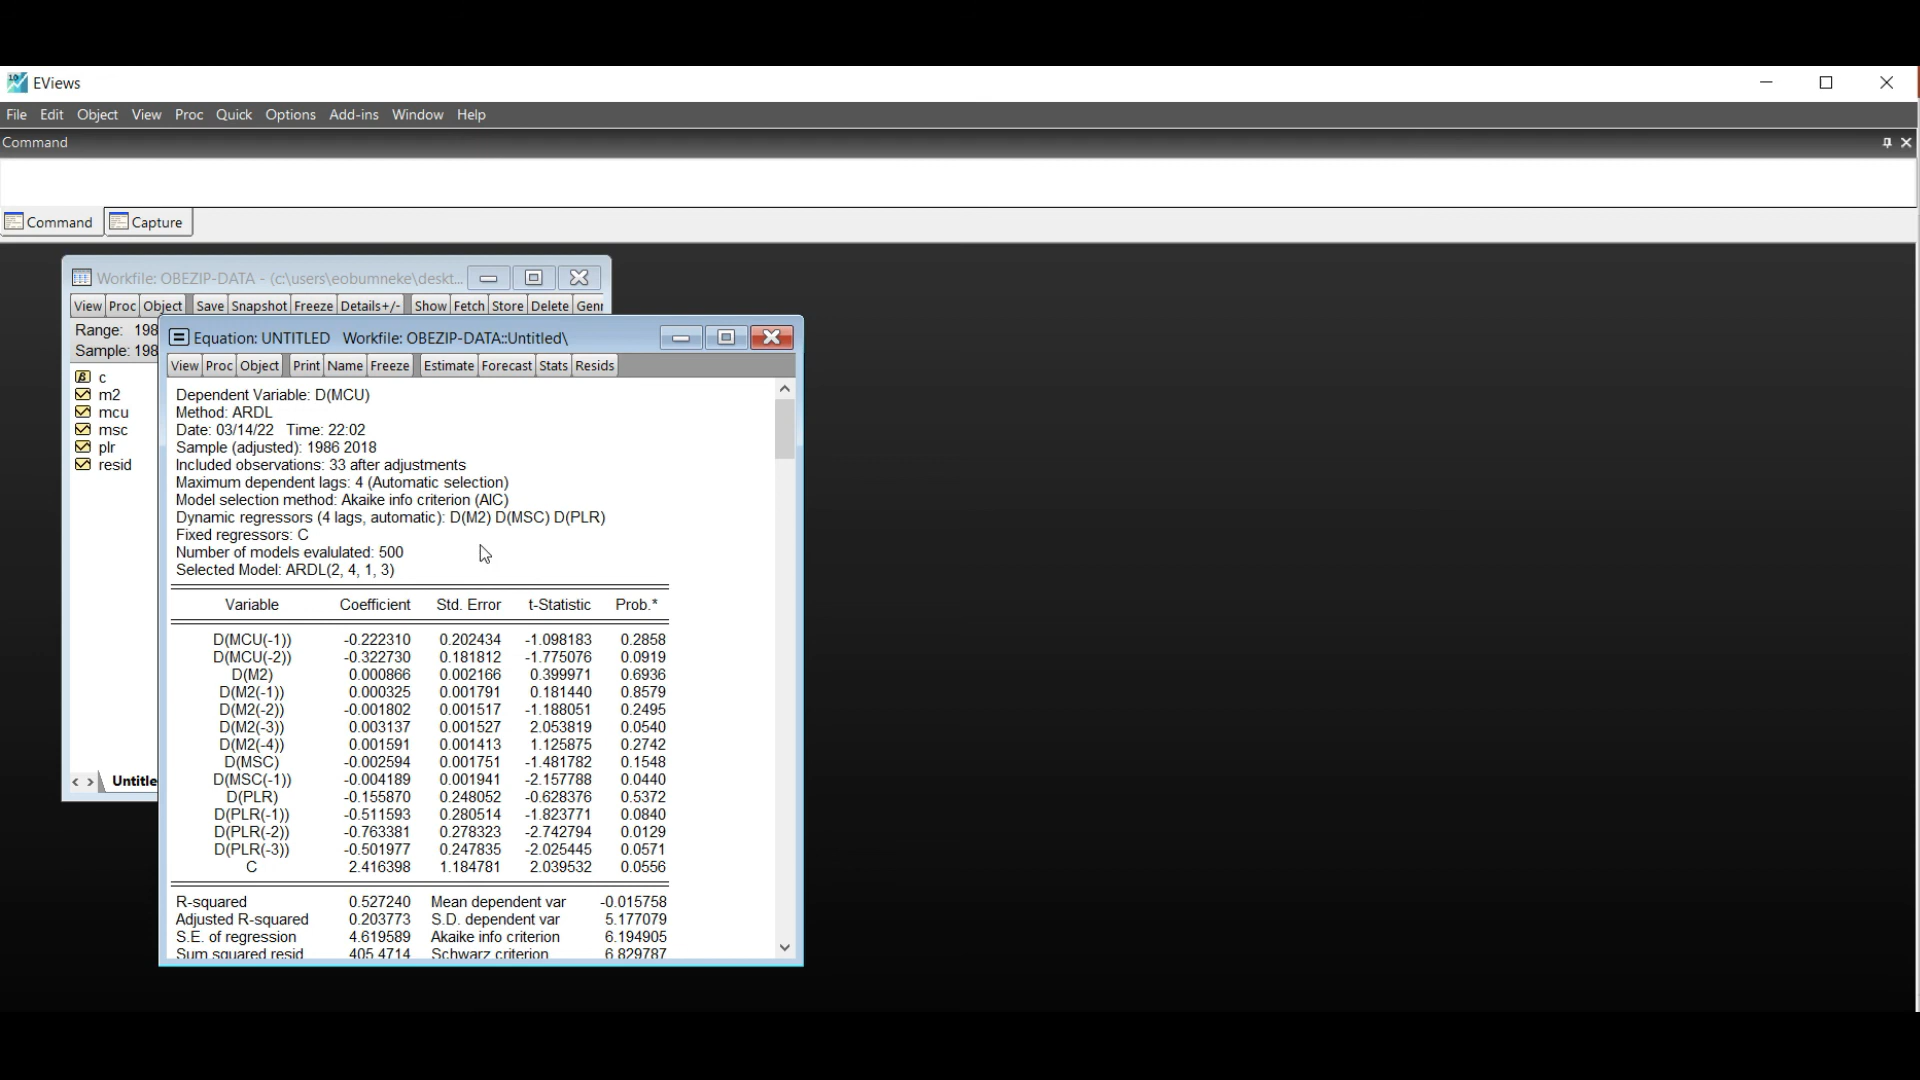 EViews
File Edit Object View Proc Quick Options Add-ins Window Help
Command
Command Capture
Workfile: OBEZIP-DATA - (c:\users\eobumneke\deskt...
View Proc Object Save Snapshot Freeze Details+/- Show Fetch Store Delete Genr
Range: 198
Sample: 198
c
m2
mcu
msc
plr
resid
Untitle
Equation: UNTITLED Workfile: OBEZIP-DATA::Untitled\
View Proc Object Print Name Freeze Estimate Forecast Stats Resids
Dependent Variable: D(MCU)
Method: ARDL
Date: 03/14/22 Time: 22:02
Sample (adjusted): 1986 2018
Included observations: 33 after adjustments
Maximum dependent lags: 4 (Automatic selection)
Model selection method: Akaike info criterion (AIC)
Dynamic regressors (4 lags, automatic): D(M2) D(MSC) D(PLR)
Fixed regressors: C
Number of models evalulated: 500
Selected Model: ARDL(2, 4, 1, 3)
Variable Coefficient Std. Error t-Statistic Prob.*
D(MCU(-1)) -0.222310 0.202434 -1.098183 0.2858
D(MCU(-2)) -0.322730 0.181812 -1.775076 0.0919
D(M2) 0.000866 0.002166 0.399971 0.6936
D(M2(-1)) 0.000325 0.001791 0.181440 0.8579
D(M2(-2)) -0.001802 0.001517 -1.188051 0.2495
D(M2(-3)) 0.003137 0.001527 2.053819 0.0540
D(M2(-4)) 0.001591 0.001413 1.125875 0.2742
D(MSC) -0.002594 0.001751 -1.481782 0.1548
D(MSC(-1)) -0.004189 0.001941 -2.157788 0.0440
D(PLR) -0.155870 0.248052 -0.628376 0.5372
D(PLR(-1)) -0.511593 0.280514 -1.823771 0.0840
D(PLR(-2)) -0.763381 0.278323 -2.742794 0.0129
D(PLR(-3)) -0.501977 0.247835 -2.025445 0.0571
C 2.416398 1.184781 2.039532 0.0556
R-squared 0.527240 Mean dependent var -0.015758
Adjusted R-squared 0.203773 S.D. dependent var 5.177079
S.E. of regression 4.619589 Akaike info criterion 6.194905
Sum squared resid 405.4714 Schwarz criterion 6.829787